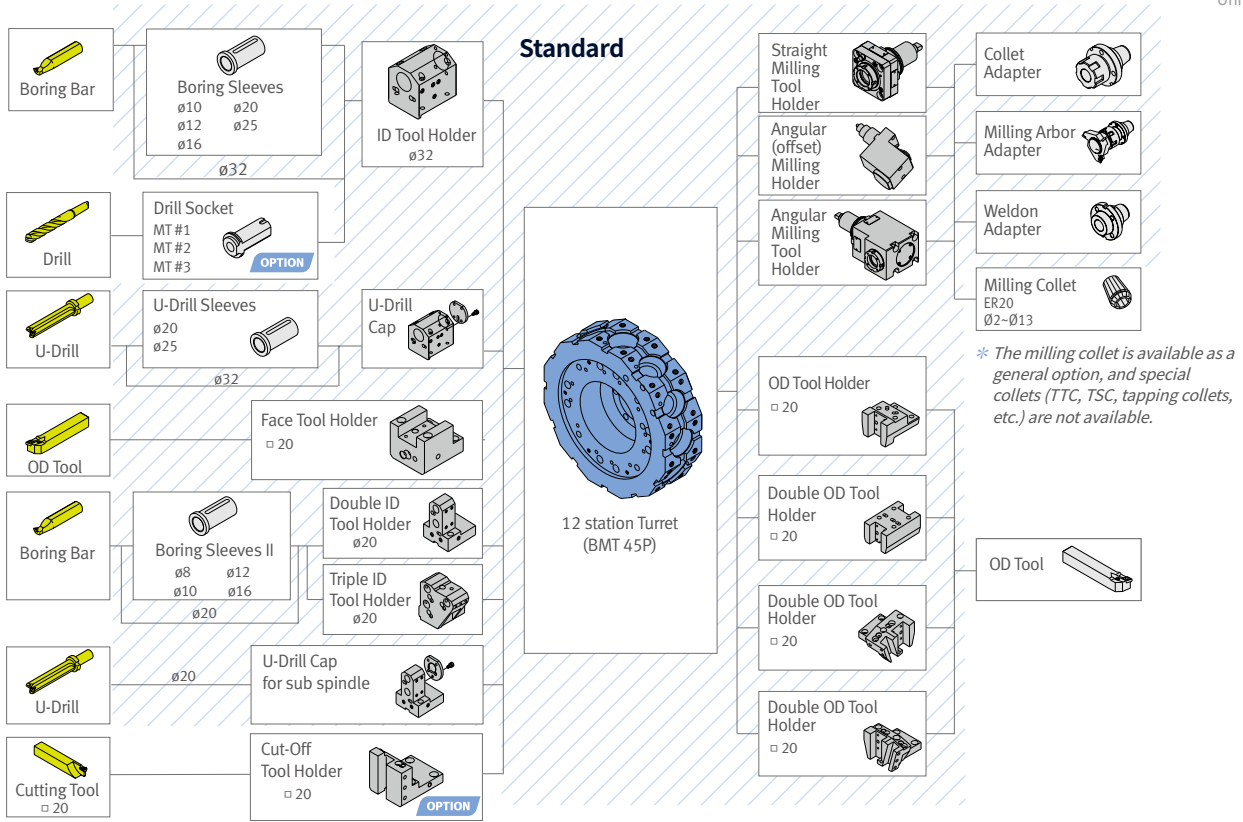 Standard
Boring Bar
Boring Sleeves
ø10 ø20
ø12 ø25
ø16
ø32
ID Tool Holder
ø32
Drill
Drill Socket
MT #1
MT #2
MT #3
OPTION
U-Drill
U-Drill Sleeves
ø20
ø25
ø32
U-Drill
Cap
OD Tool
Face Tool Holder
□ 20
Boring Bar
Boring Sleeves II
ø8 ø12
ø10 ø16
ø20
Double ID
Tool Holder
ø20
Triple ID
Tool Holder
ø20
U-Drill
ø20
U-Drill Cap
for sub spindle
Cutting Tool
□ 20
Cut-Off
Tool Holder
□ 20
OPTION
12 station Turret
(BMT 45P)
Straight
Milling
Tool
Holder
Angular
(offset)
Milling
Holder
Angular
Milling
Tool
Holder
Collet
Adapter
Milling Arbor
Adapter
Weldon
Adapter
Milling Collet
ER20
Ø2~Ø13
* The milling collet is available as a
general option, and special
collets (TTC, TSC, tapping collets,
etc.) are not available.
OD Tool Holder
□ 20
Double OD Tool
Holder
□ 20
Double OD Tool
Holder
□ 20
Double OD Tool
Holder
□ 20
OD Tool